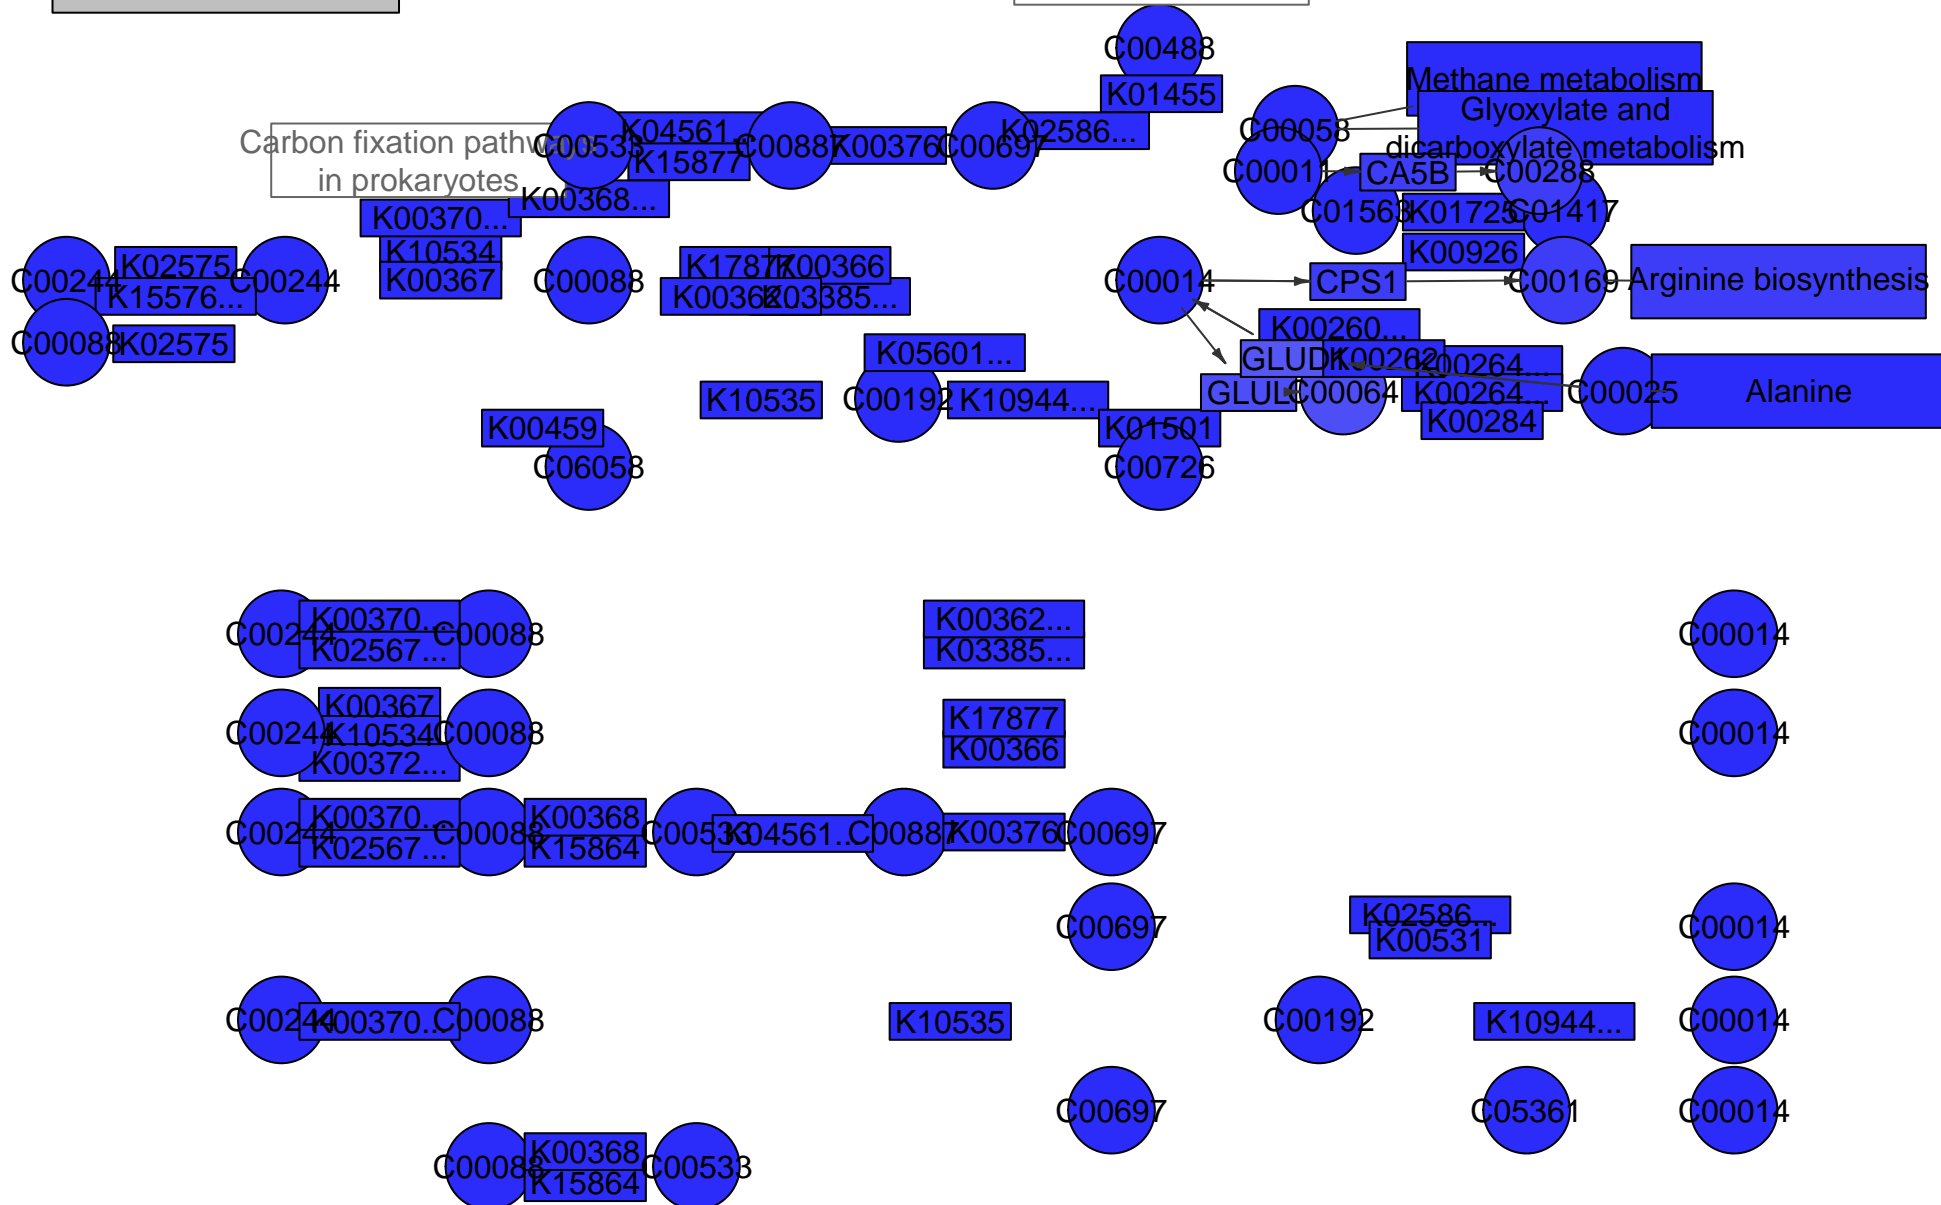 C00488
K01455
Methane metabolism
Glyoxylate and
dicarboxylate metabolism
C00058
Carbon fixation pathways
in prokaryotes
C00533
K04561...
K15877
C00887
K00376
C00697
K02586...
C00011
CA5B
C00288
K00368...
K00370...
C01563
K01725
C01417
K10534
K00367
K00926
C00244
K02575
K15576...
C00244
C00088
K17877
K00366
K00362...
K03385...
C00014
CPS1
C00169
Arginine biosynthesis
C00088
K02575
K05601...
K00260...
GLUD1
K00262
K00264...
K10535
C00192
K10944...
GLUL
C00064
K00264...
C00025
Alanine
K00284
K00459
K01501
C06058
C00726
C00244
K00370...
K02567...
C00088
K00362...
K03385...
C00014
C00244
K00367
K10534
K00372...
C00088
K17877
K00366
C00014
C00244
K00370...
K02567...
C00088
K00368
K15864
C00533
K04561...
C00887
K00376
C00697
C00697
K02586...
K00531
C00014
C00244
K00370...
C00088
K10535
C00192
K10944...
C00014
C00697
C05361
C00014
C00088
K00368
K15864
C00533